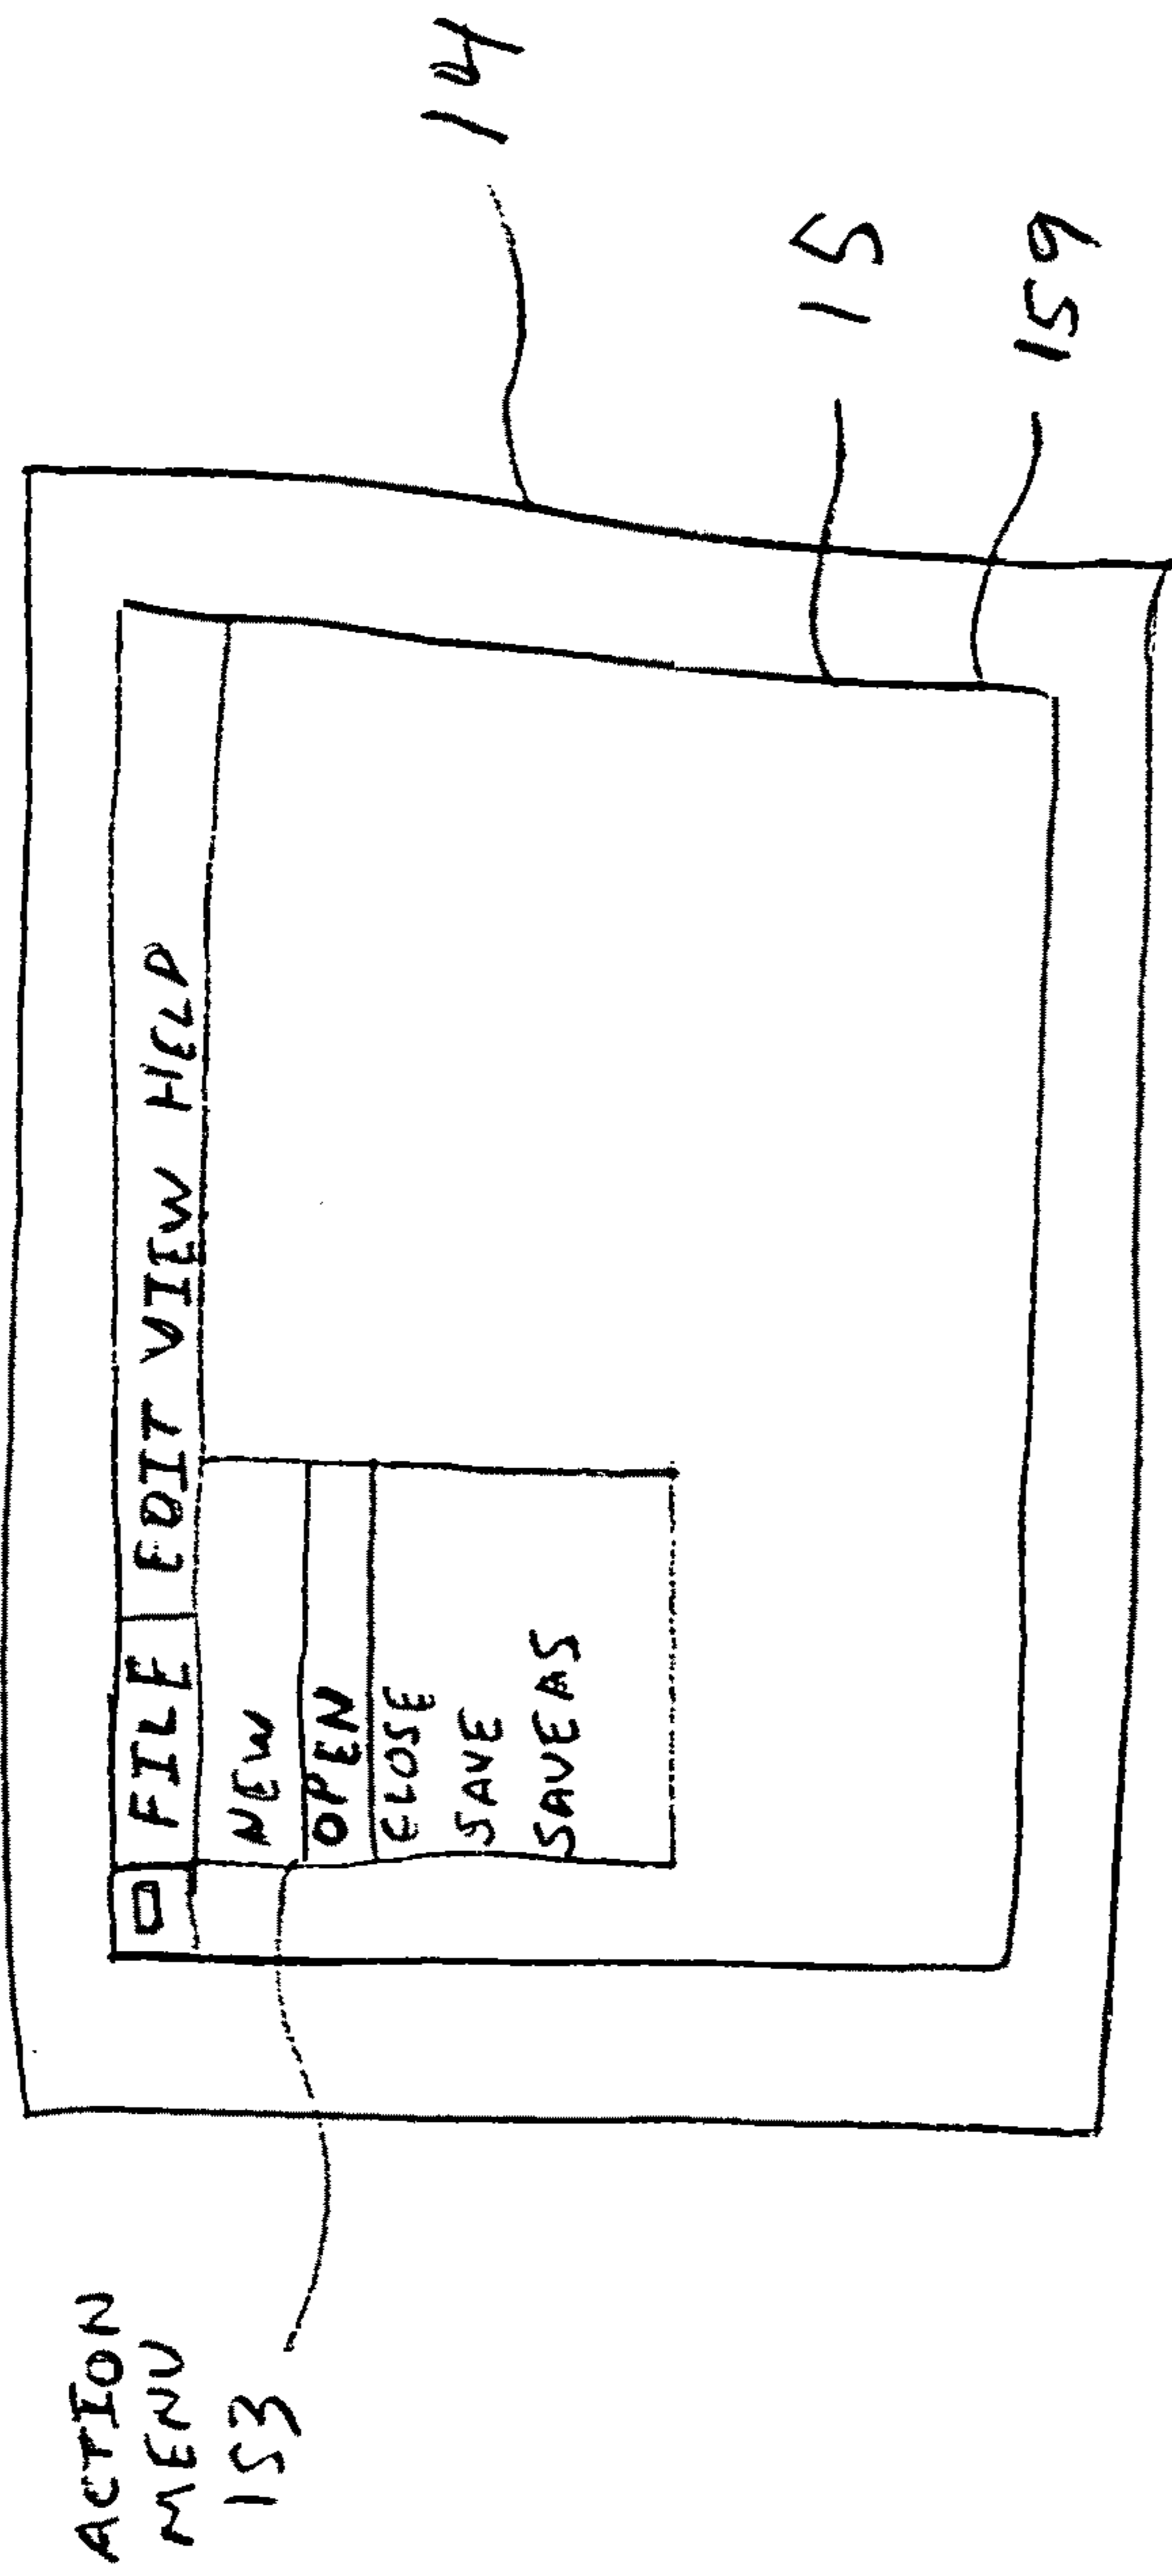 ACTION
MENU
153
FILE EDIT VIEW HELP
NEW
OPEN
CLOSE
SAVE
SAVE AS
14
15
159